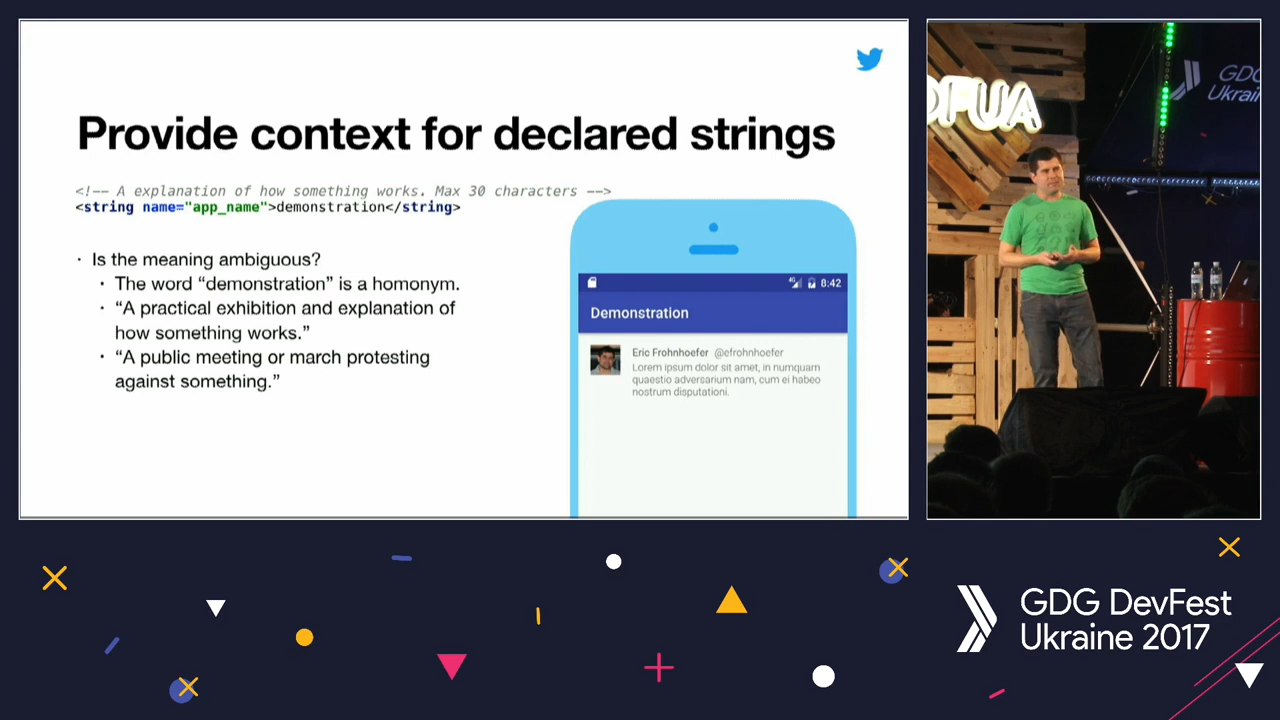 Provide context for declared strings
<!-- A explanation of how something works. Max 30 characters -->
<string name="app_name">demonstration</string>
· Is the meaning ambiguous?
· The word “demonstration” is a homonym.
· “A practical exhibition and explanation of
how something works.”
· “A public meeting or march protesting
against something.”
4G
8:42
Demonstration
Eric Frohnhoefer @efrohnhoefer
Lorem ipsum dolor sit amet, in numquam
quaestio adversarium nam, cum ei habeo
nostrum disputationi.
FUA
GDG
Ukrai
GDG DevFest
Ukraine 2017